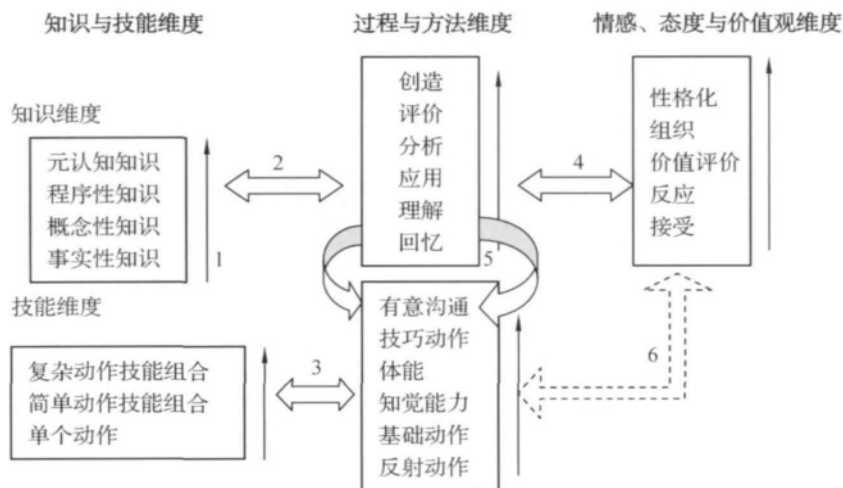 知识与技能维度
过程与方法维度
情感、态度与价值观维度
知识维度
元认知知识
程序性知识
概念性知识
事实性知识
1
2
创造
评价
分析
应用
理解
回忆
4
性格化
组织
价值评价
反应
接受
5
技能维度
复杂动作技能组合
简单动作技能组合
单个动作
3
有意沟通
技巧动作
体能
知觉能力
基础动作
反射动作
6